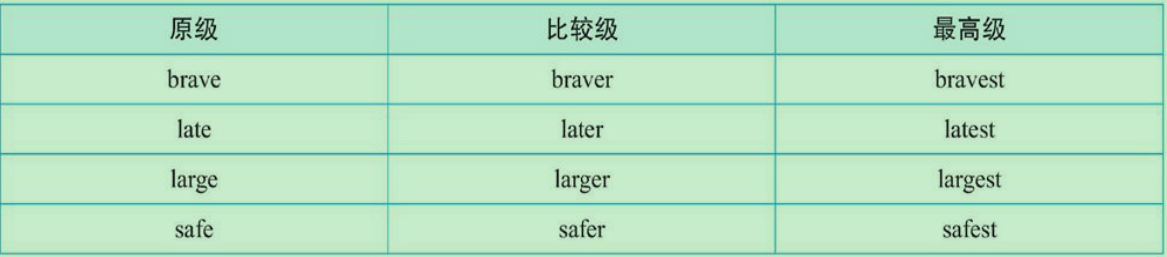 原级 比较级 最高级
brave braver bravest
late later latest
large larger largest
safe safer safest